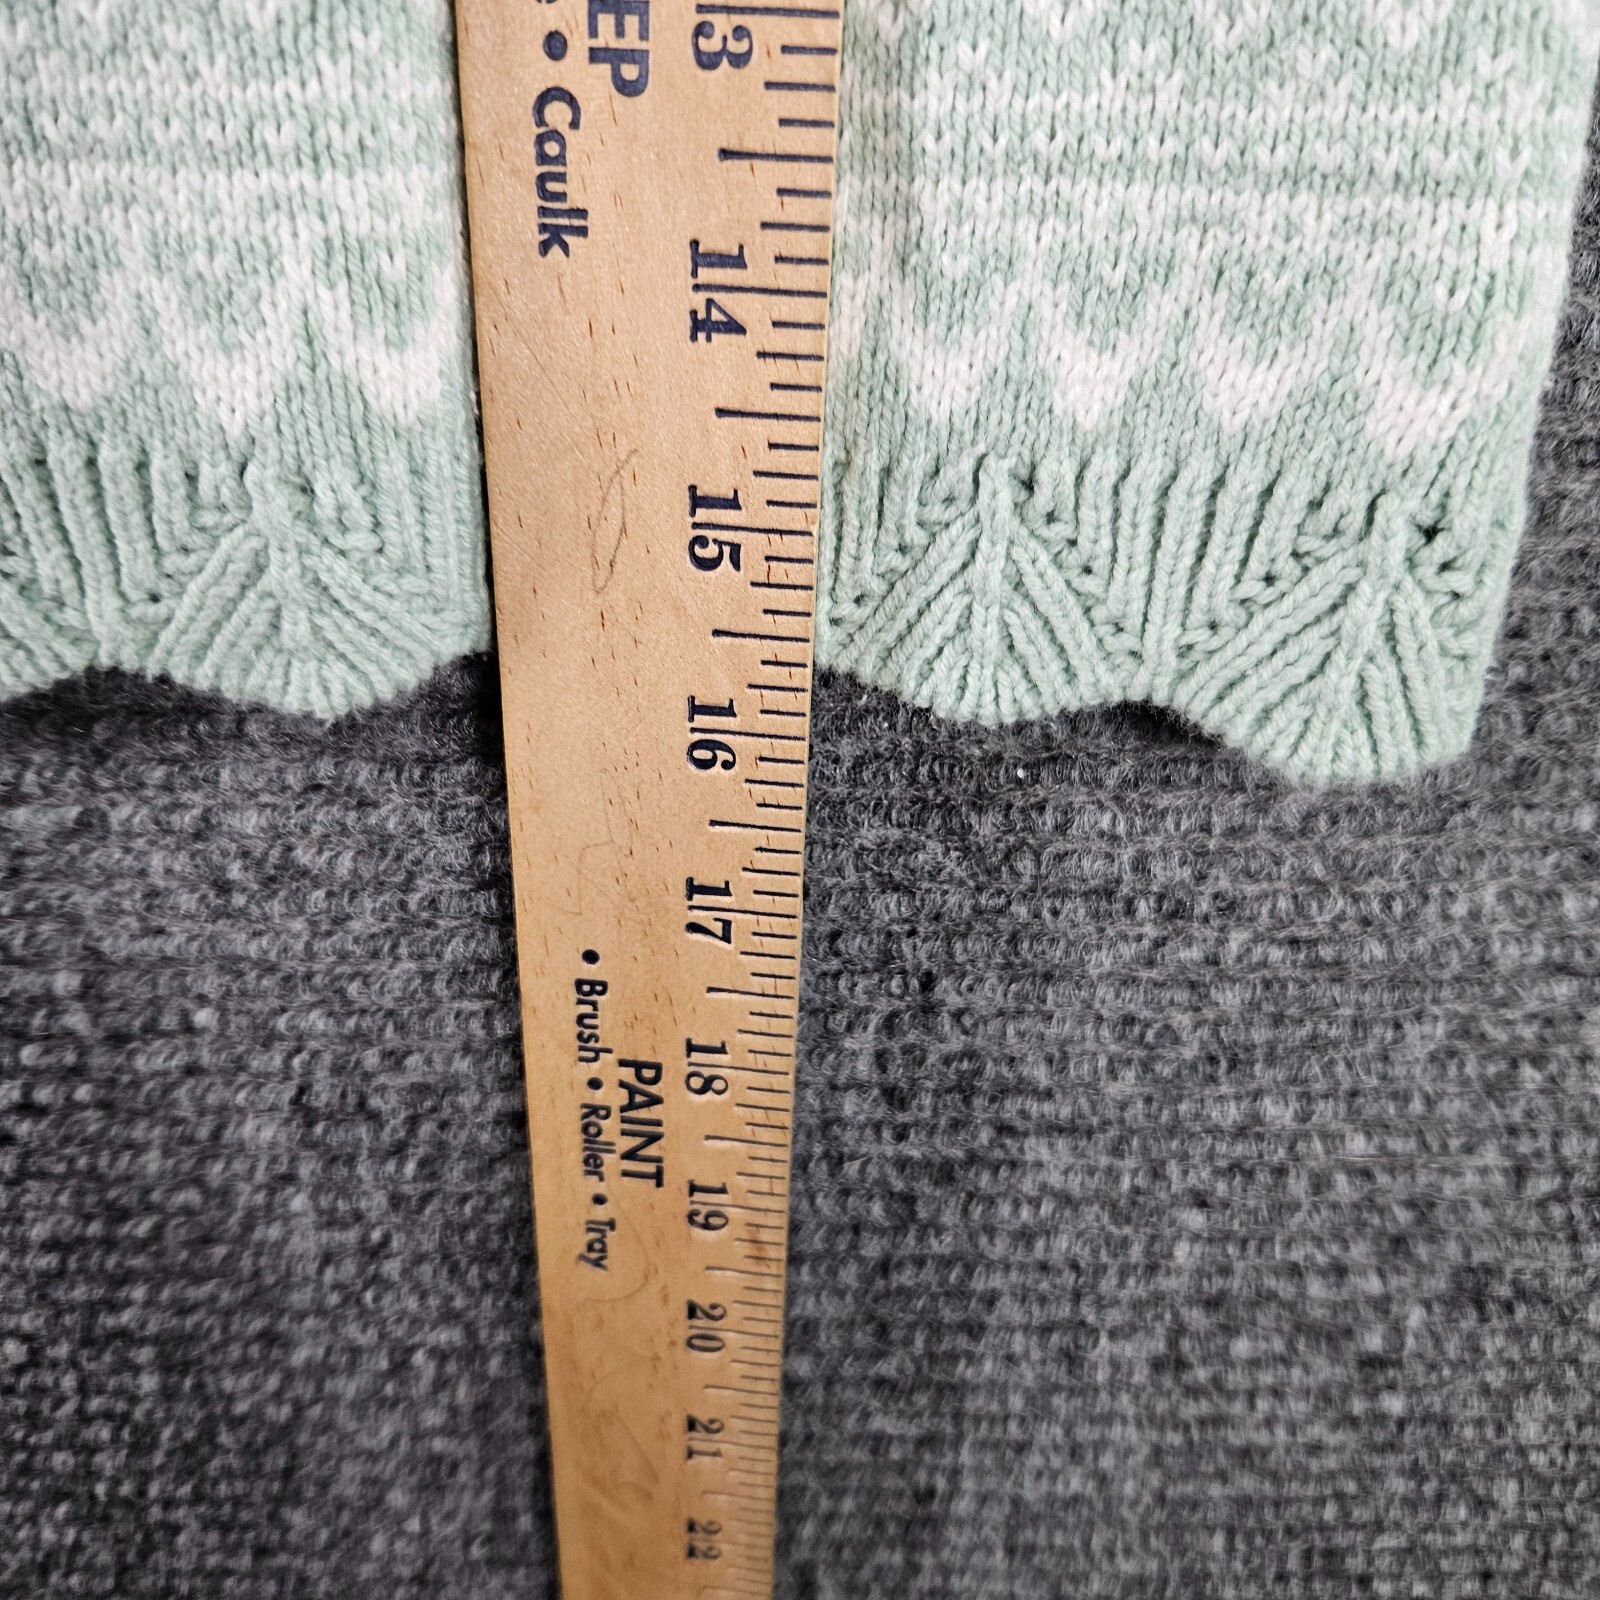 EP
• Caulk
13
14
15
16
17
18
19
20
21
22
PAINT
• Brush • Roller • Tray